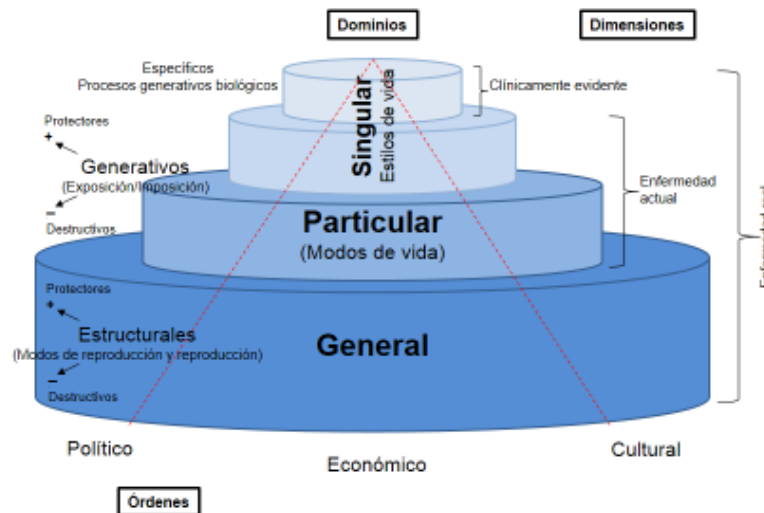 Dominios
Dimensiones
Específicos
Procesos generativos biológicos
Singular
Estilos de vida
Clínicamente evidente
Protectores
+
Generativos
(Exposición/Imposición)
−
Destructivos
Enfermedad
actual
Particular
(Modos de vida)
Protectores
+
Estructurales
(Modos de reproducción y reproducción)
−
Destructivos
General
Político
Económico
Cultural
Órdenes